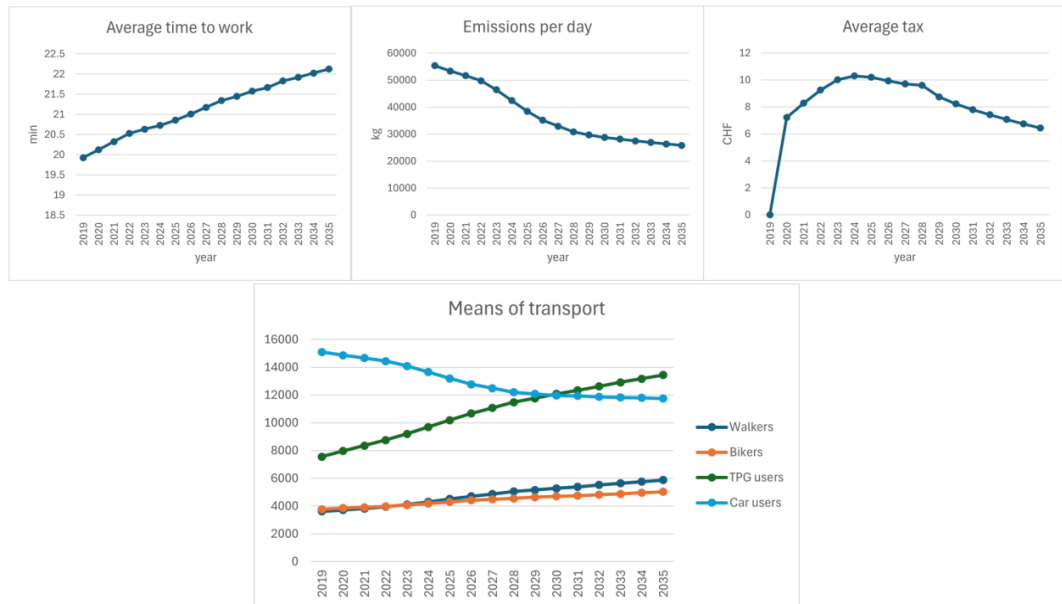 Average time to work
22.5
22
21.5
21
20.5
20
19.5
19
18.5
min
2019 2020 2021 2022 2023 2024 2025 2026 2027 2028 2029 2030 2031 2032 2033 2034 2035
year
Emissions per day
60000
50000
40000
30000
20000
10000
0
kg
2019 2020 2021 2022 2023 2024 2025 2026 2027 2028 2029 2030 2031 2032 2033 2034 2035
year
Average tax
12
10
8
6
4
2
0
CHF
2019 2020 2021 2022 2023 2024 2025 2026 2027 2028 2029 2030 2031 2032 2033 2034 2035
year
Means of transport
16000
14000
12000
10000
8000
6000
4000
2000
0
2019 2020 2021 2022 2023 2024 2025 2026 2027 2028 2029 2030 2031 2032 2033 2034 2035
Walkers
Bikers
TPG users
Car users